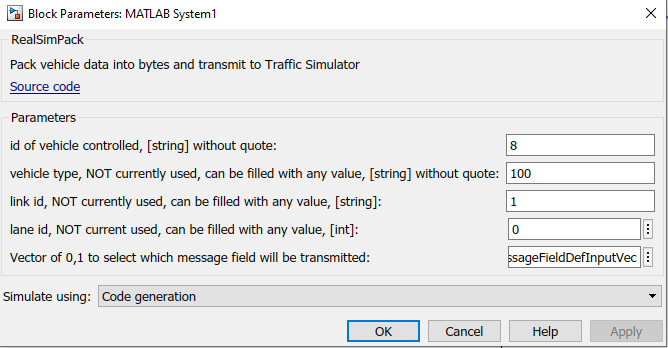 Block Parameters: MATLAB System1
RealSimPack
Pack vehicle data into bytes and transmit to Traffic Simulator
Source code
Parameters
id of vehicle controlled, [string] without quote: 8
vehicle type, NOT currently used, can be filled with any value, [string] without quote: 100
link id, NOT currently used, can be filled with any value, [string]: 1
lane id, NOT current used, can be filled with any value, [int]: 0
Vector of 0,1 to select which message field will be transmitted: ssageFieldDefInputVec
Simulate using: Code generation
OK Cancel Help Apply